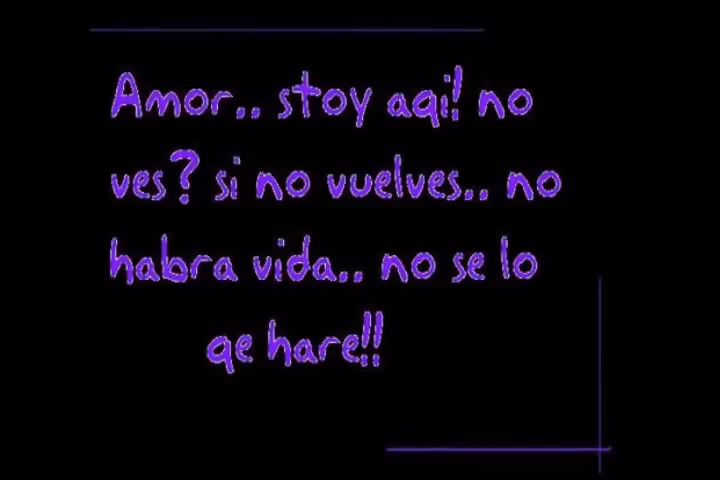 Amor.. stoy aqi! no
ves? si no vuelves.. no
habra vida.. no se lo
qe hare!!